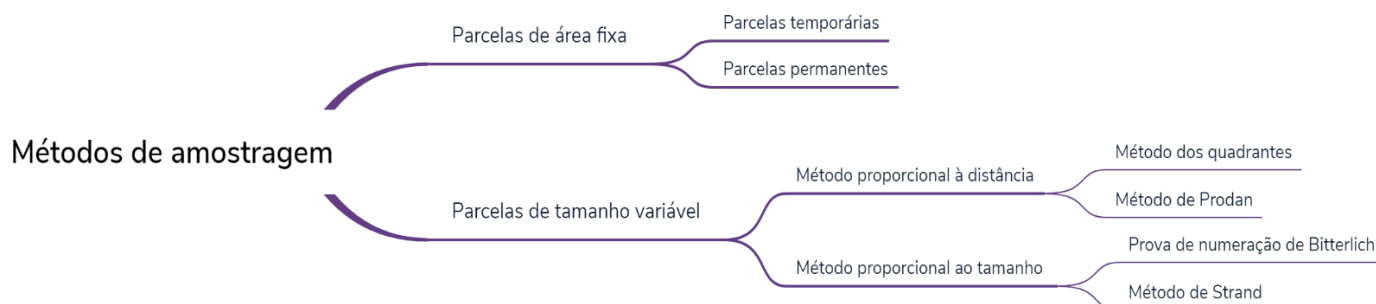 Métodos de amostragem
Parcelas de área fixa
Parcelas temporárias
Parcelas permanentes
Parcelas de tamanho variável
Método proporcional à distância
Método dos quadrantes
Método de Prodan
Método proporcional ao tamanho
Prova de numeração de Bitterlich
Método de Strand